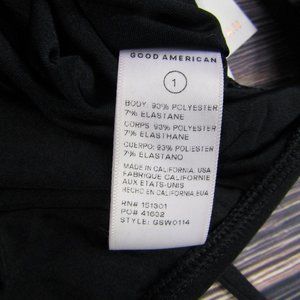 GOOD AMERICAN
1
BODY: 93% POLYESTER
7% ELASTANE
CORPS: 93% POLYESTER
7% ELASTHANE
CUERPO: 93% POLIESTER
7% ELASTANO
MADE IN CALIFORNIA, USA
FABRIQUE CALIFORNIE
AUX ETATS-UNIS
HECHO EN CALIFORNIA, EUA
RN# 151301
PO# 41602
STYLE: GSW0114